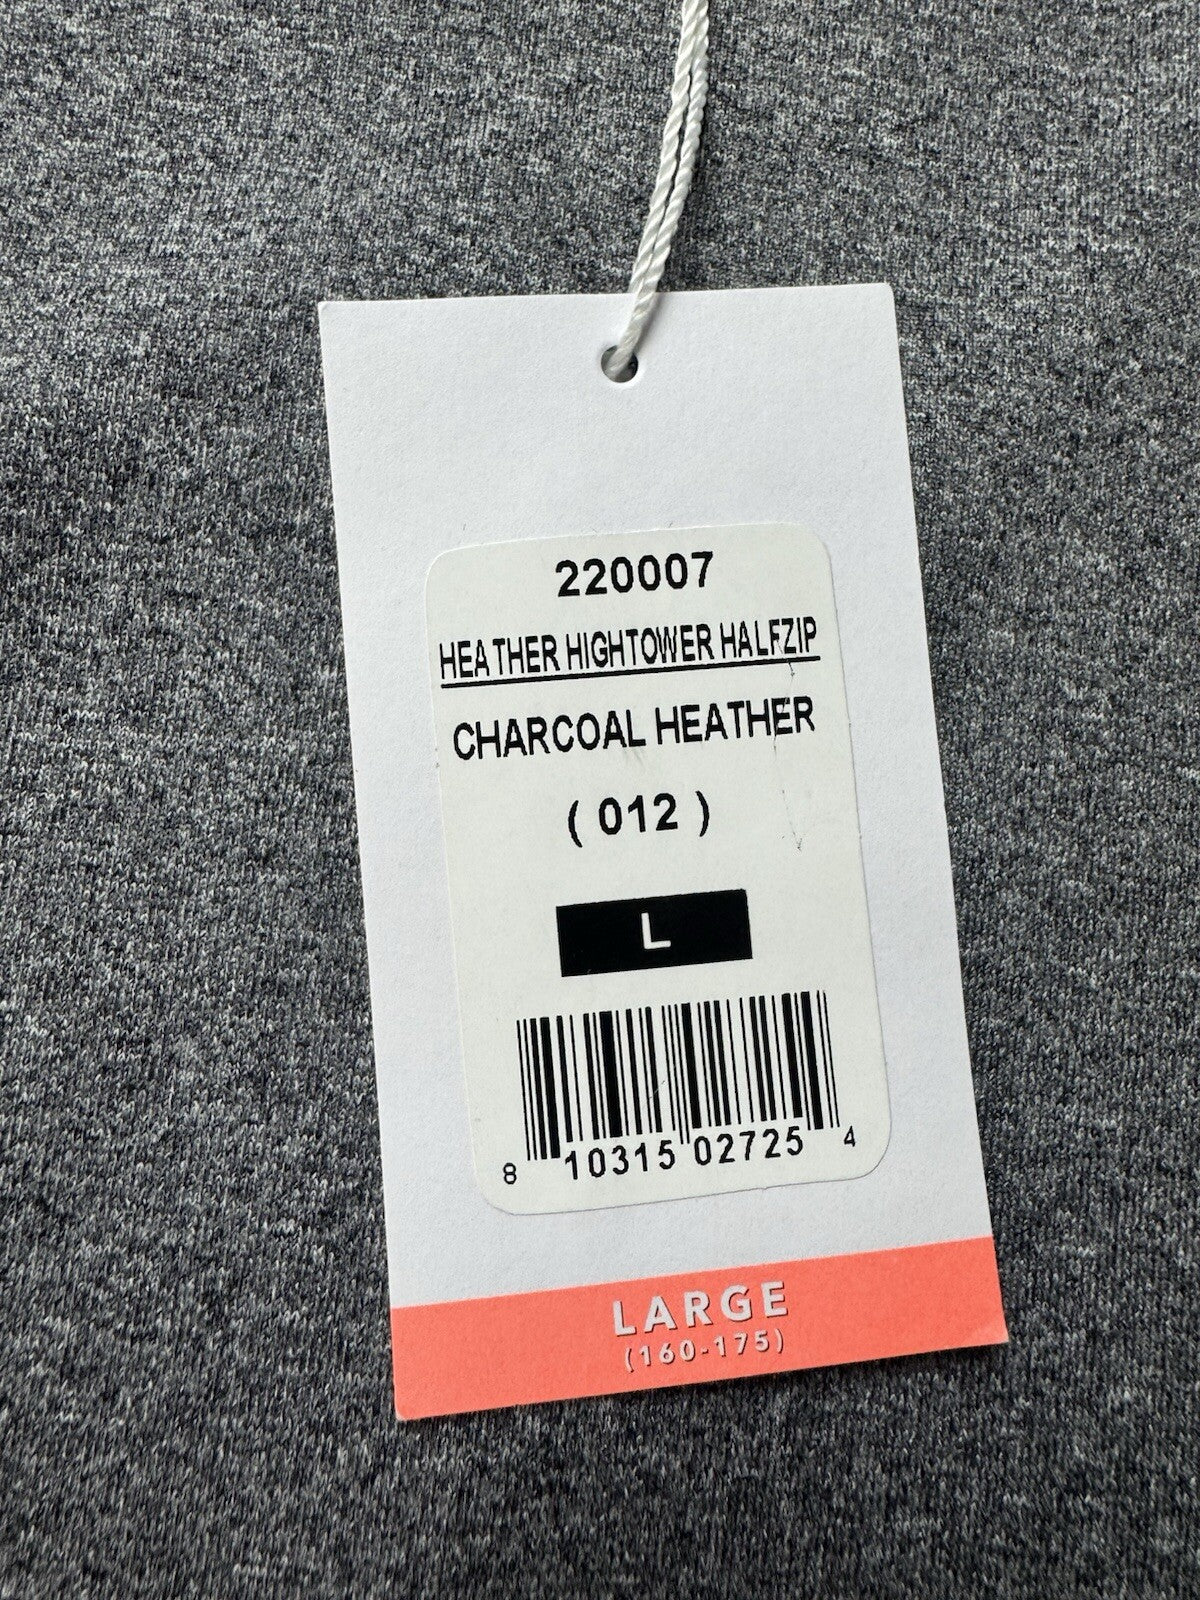 220007
HEATHER HIGHTOWER HALFZIP
CHARCOAL HEATHER
( 012 )
L
8 10315 02725 4
LARGE
(160-175)